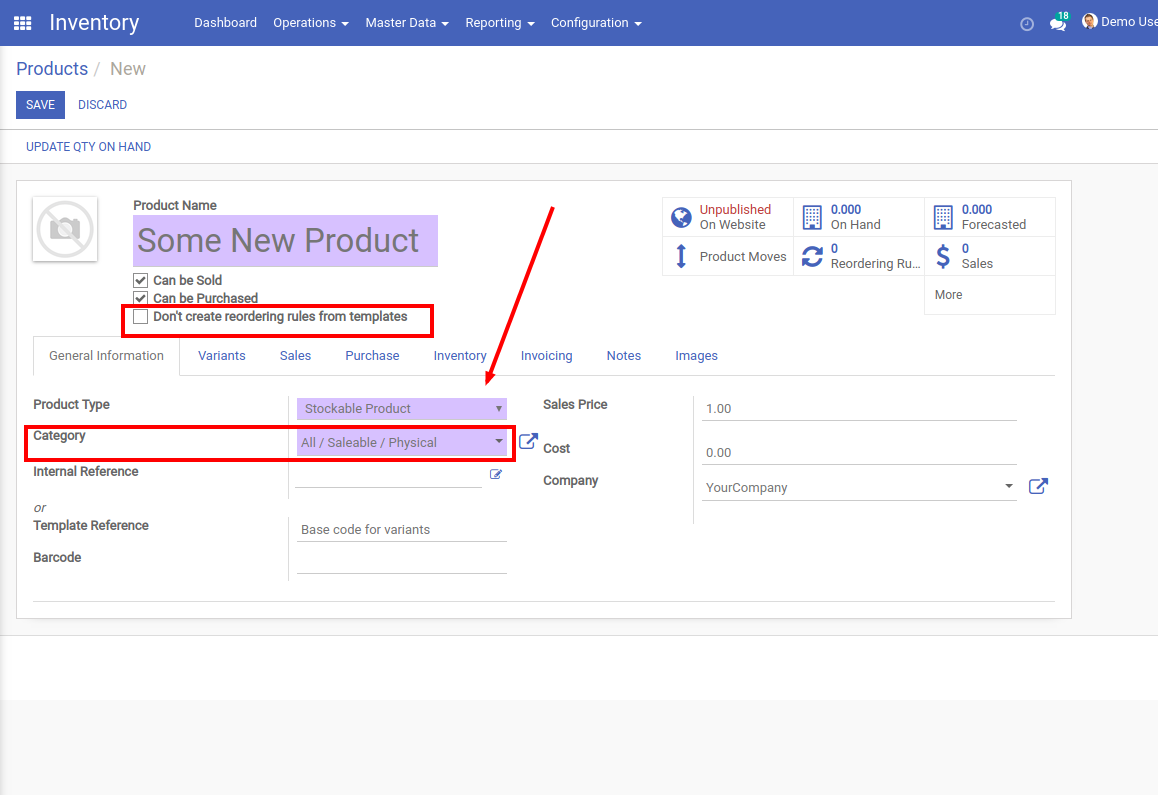 Inventory Dashboard Operations Master Data Reporting Configuration 18 Demo Use
Products / New
SAVE DISCARD
UPDATE QTY ON HAND
Product Name
Some New Product
Can be Sold
Can be Purchased
Don't create reordering rules from templates
Unpublished
On Website
0.000
On Hand
0.000
Forecasted
Product Moves
0
Reordering Ru...
0
Sales
More
General Information Variants Sales Purchase Inventory Invoicing Notes Images
Product Type Stockable Product
Category All / Saleable / Physical
Internal Reference
or
Template Reference Base code for variants
Barcode
Sales Price 1.00
Cost 0.00
Company YourCompany